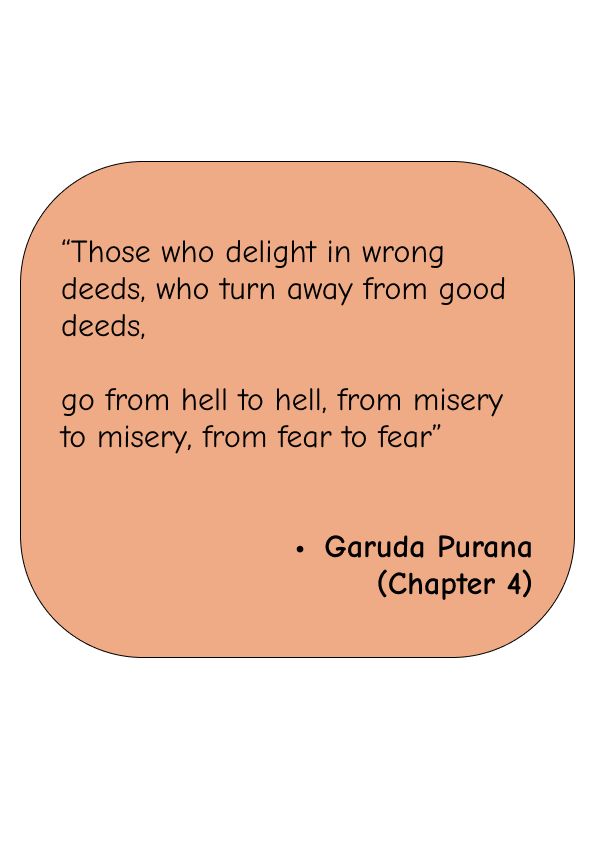 “Those who delight in wrong
deeds, who turn away from good
deeds,
go from hell to hell, from misery
to misery, from fear to fear”
• Garuda Purana
(Chapter 4)